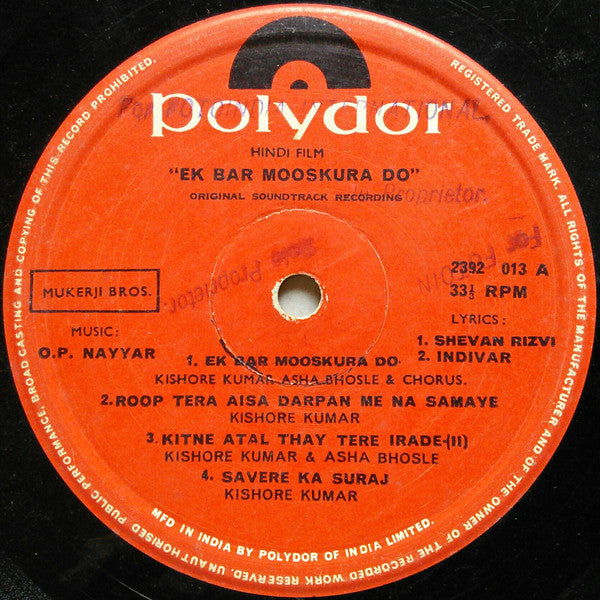 polydor
HINDI FILM
"EK BAR MOOSKURA DO"
ORIGINAL SOUNDTRACK RECORDING
Proprietor.
Proprietor
2392 013 A
33⅓ RPM
MUKERJI BROS.
MUSIC:
O.P. NAYYAR
LYRICS:
1. SHEVAN RIZVI
2. INDIVAR
1. EK BAR MOOSKURA DO
KISHORE KUMAR ASHA BHOSLE & CHORUS.
2. ROOP TERA AISA DARPAN ME NA SAMAYE
KISHORE KUMAR
3. KITNE ATAL THAY TERE IRADE-(II)
KISHORE KUMAR & ASHA BHOSLE
4. SAVERE KA SURAJ
KISHORE KUMAR
MFD IN INDIA BY POLYDOR OF INDIA LIMITED.
REGISTERED TRADE MARK. ALL RIGHTS OF THE MANUFACTURER AND OF THE OWNER OF THE RECORDED WORK RESERVED. UNAUTHORISED PUBLIC PERFORMANCE, BROADCASTING AND COPYING OF THIS RECORD PROHIBITED.